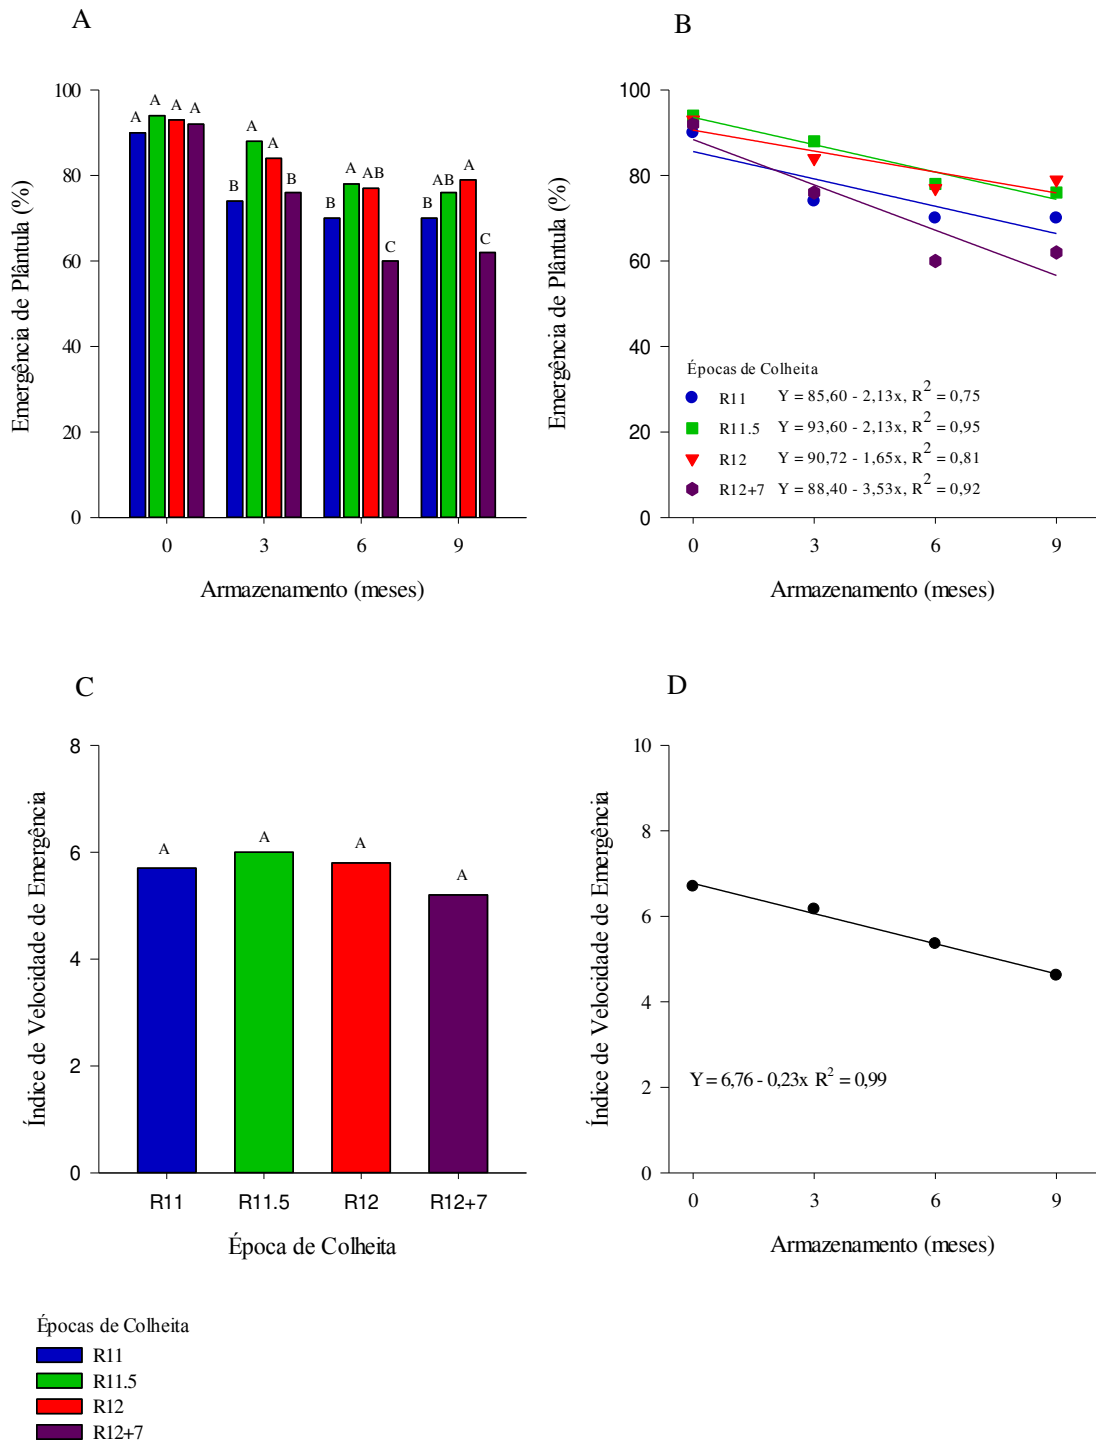 A
Emergência de Plântula (%)
100
80
60
40
20
0
A A A A
B A A B
B A AB C
B AB A C
0 3 6 9
Armazenamento (meses)
B
Emergência de Plântula (%)
100
80
60
40
20
0
Épocas de Colheita
R11 Y = 85,60 - 2,13x, R² = 0,75
R11.5 Y = 93,60 - 2,13x, R² = 0,95
R12 Y = 90,72 - 1,65x, R² = 0,81
R12+7 Y = 88,40 - 3,53x, R² = 0,92
0 3 6 9
Armazenamento (meses)
C
Índice de Velocidade de Emergência
8
6
4
2
0
A A A A
R11 R11.5 R12 R12+7
Época de Colheita
D
Índice de Velocidade de Emergência
10
8
6
4
2
0
Y = 6,76 - 0,23x R² = 0,99
0 3 6 9
Armazenamento (meses)
Épocas de Colheita
R11
R11.5
R12
R12+7